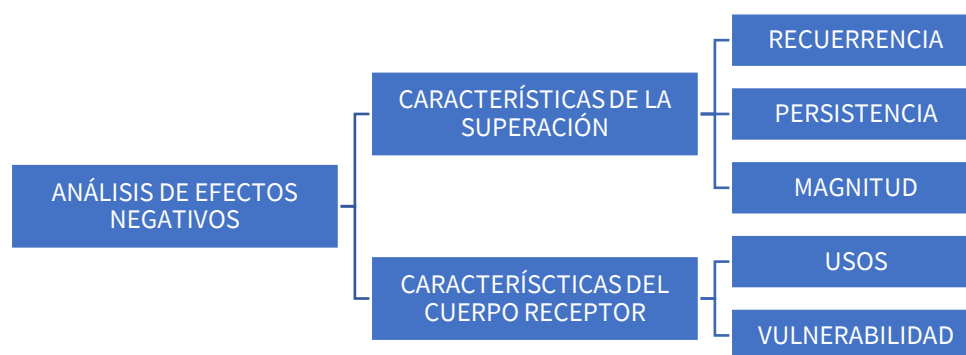 ANÁLISIS DE EFECTOS
NEGATIVOS
CARACTERÍSTICAS DE LA
SUPERACIÓN
RECUERRENCIA
PERSISTENCIA
MAGNITUD
CARACTERÍSCTICAS DEL
CUERPO RECEPTOR
USOS
VULNERABILIDAD